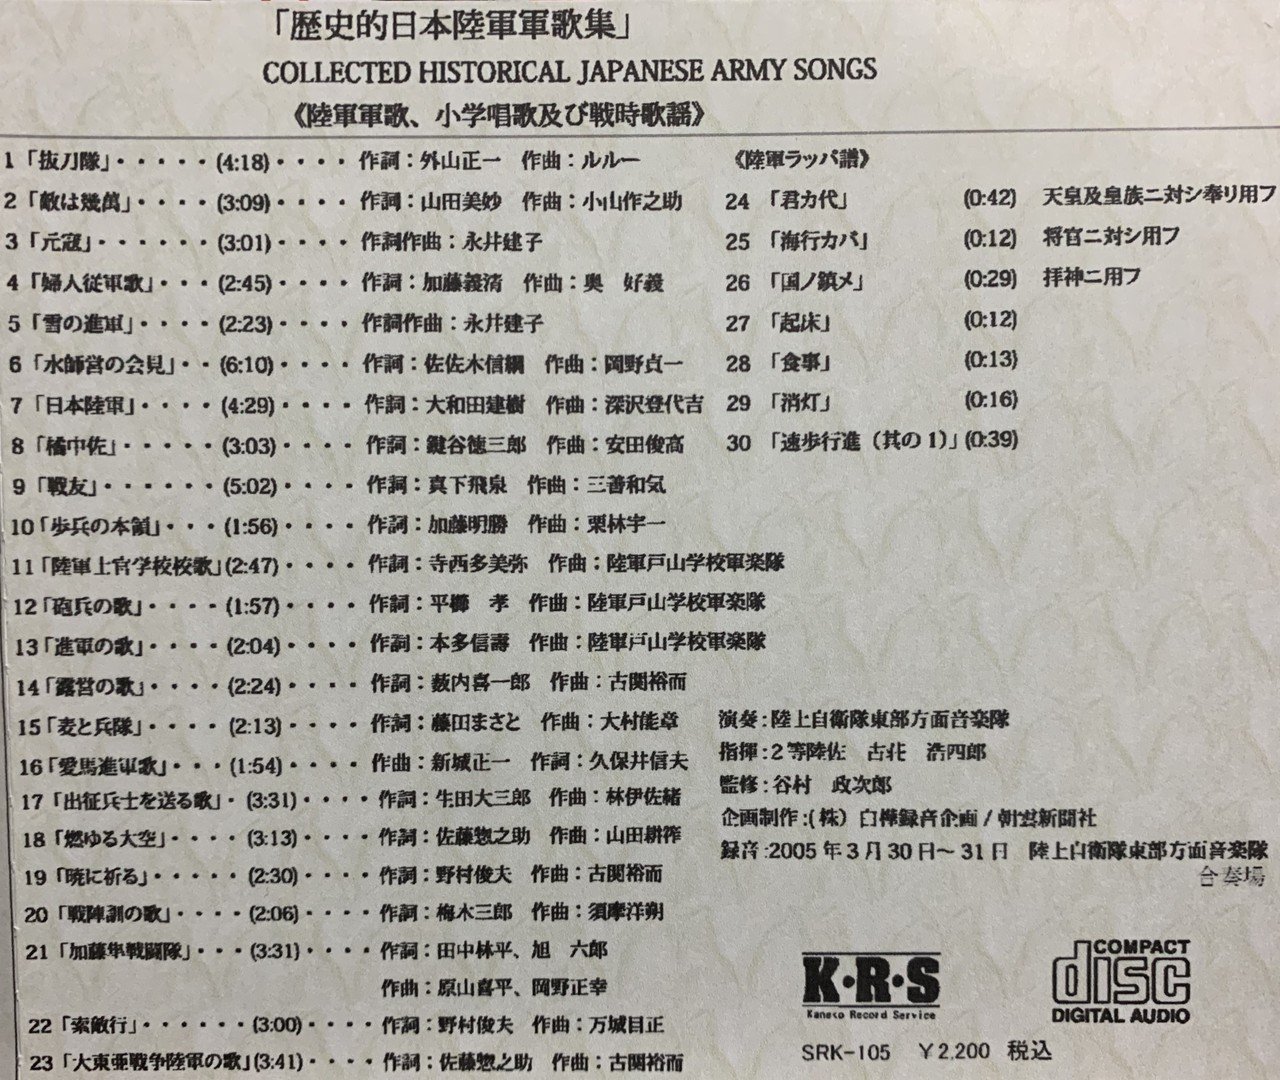 「歴史的日本陸軍軍歌集」
COLLECTED HISTORICAL JAPANESE ARMY SONGS
《陸軍軍歌、小学唱歌及び戦時歌謡》
1「抜刀隊」・・・・・(4:18)・・・・ 作詞：外山正一 作曲：ルルー
2「敵は幾萬」・・・・(3:09)・・・・ 作詞：山田美妙 作曲：小山作之助
3「元寇」・・・・・・(3:01)・・・・ 作詞作曲：永井建子
4「婦人従軍歌」・・・(2:45)・・・・ 作詞：加藤義清 作曲：奥 好義
5「雪の進軍」・・・・(2:23)・・・・ 作詞作曲：永井建子
6「水師営の会見」・・(6:10)・・・・ 作詞：佐佐木信綱 作曲：岡野貞一
7「日本陸軍」・・・・(4:29)・・・・ 作詞：大和田建樹 作曲：深沢登代吉
8「橘中佐」・・・・・(3:03)・・・・ 作詞：鍵谷徳三郎 作曲：安田俊高
9「戦友」・・・・・・(5:02)・・・・ 作詞：真下飛泉 作曲：三善和気
10「歩兵の本領」・・・(1:56)・・・・ 作詞：加藤明勝 作曲：栗林宇一
11「陸軍士官学校校歌」(2:47)・・・・ 作詞：寺西多美弥 作曲：陸軍戸山学校軍楽隊
12「砲兵の歌」・・・・(1:57)・・・・ 作詞：平櫛 孝 作曲：陸軍戸山学校軍楽隊
13「進軍の歌」・・・・(2:04)・・・・ 作詞：本多信壽 作曲：陸軍戸山学校軍楽隊
14「露営の歌」・・・・(2:24)・・・・ 作詞：薮内喜一郎 作曲：古関裕而
15「麦と兵隊」・・・・(2:13)・・・・ 作詞：藤田まさと 作曲：大村能章
16「愛馬進軍歌」・・・(1:54)・・・・ 作曲：新城正一 作詞：久保井信夫
17「出征兵士を送る歌」・(3:31)・・・・ 作詞：生田大三郎 作曲：林伊佐緒
18「燃ゆる大空」・・・・(3:13)・・・・ 作詞：佐藤惣之助 作曲：山田耕筰
19「暁に祈る」・・・・・(2:30)・・・・ 作詞：野村俊夫 作曲：古関裕而
20「戦陣訓の歌」・・・・(2:06)・・・・ 作詞：梅木三郎 作曲：須摩洋朔
21「加藤隼戦闘隊」・・・(3:31)・・・・ 作詞：田中林平、旭 六郎
作曲：原山喜平、岡野正幸
22「索敵行」・・・・・・(3:00)・・・・ 作詞：野村俊夫 作曲：万城目正
23「大東亜戦争陸軍の歌」(3:41)・・・・ 作詞：佐藤惣之助 作曲：古関裕而
《陸軍ラッパ譜》
24「君カ代」 (0:42) 天皇及皇族ニ対シ奉リ用フ
25「海行カバ」 (0:12) 将官ニ対シ用フ
26「国ノ鎮メ」 (0:29) 拝神ニ用フ
27「起床」 (0:12)
28「食事」 (0:13)
29「消灯」 (0:16)
30「速歩行進（其の1）」(0:39)
演奏：陸上自衛隊東部方面音楽隊
指揮：2等陸佐 古荘 浩四郎
監修：谷村 政次郎
企画制作：(株)白樺録音企画/朝雲新聞社
録音：2005年3月30日〜31日 陸上自衛隊東部方面音楽隊
合奏場
K・R・S
Kaneko Record Service
COMPACT
disc
DIGITAL AUDIO
SRK-105 ￥2,200 税込